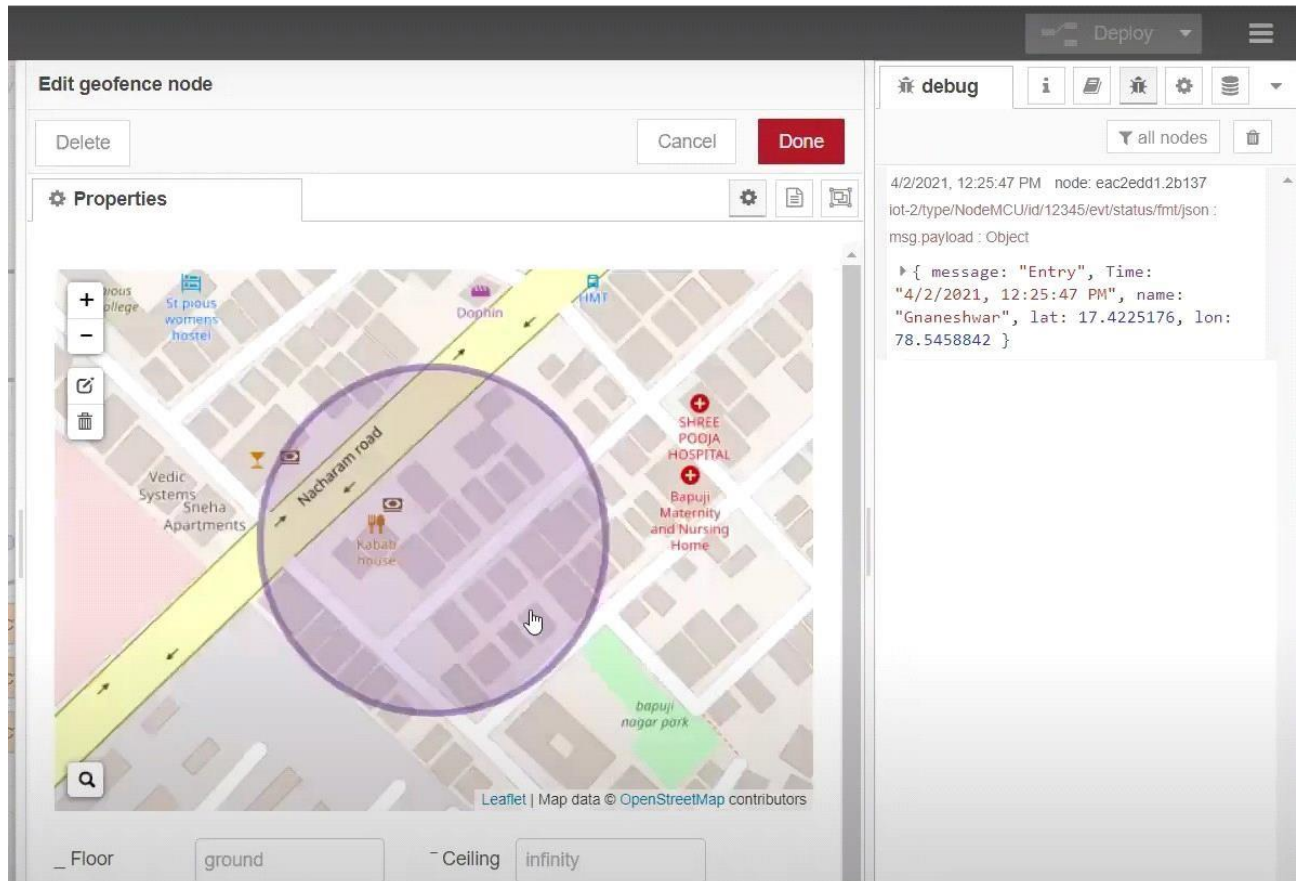 Deploy
Edit geofence node
Delete
Cancel
Done
Properties
debug
i
all nodes
4/2/2021, 12:25:47 PM node: eac2edd1.2b137
iot-2/type/NodeMCU/id/12345/evt/status/fmt/json :
msg.payload : Object
{ message: "Entry", Time:
"4/2/2021, 12:25:47 PM", name:
"Gnaneshwar", lat: 17.4225176, lon:
78.5458842 }
+
−
St pious
womens
hostel
Dophin
HMT
Nacharam road
SHREE
POOJA
HOSPITAL
Bapuji
Maternity
and Nursing
Home
Vedic
Systems
Sneha
Apartments
Kabab
house
bapuji
nagar park
Leaflet | Map data © OpenStreetMap contributors
_ Floor
ground
‾ Ceiling
infinity